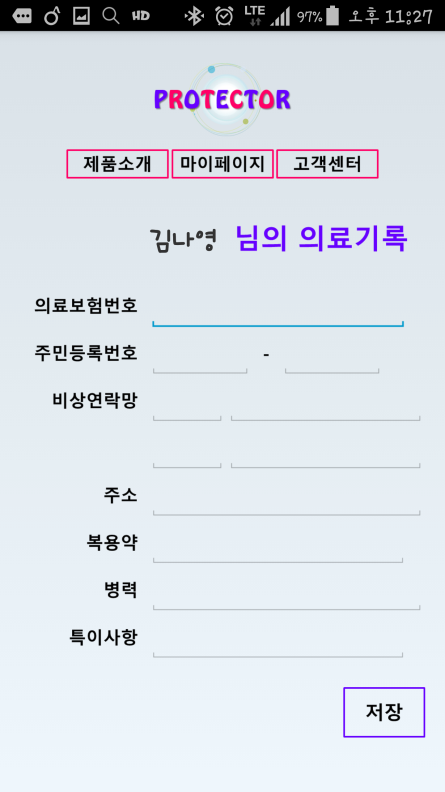 HD LTE 97% 오후 11:27
PROTECTOR
제품소개 마이페이지 고객센터
김나영 님의 의료기록
의료보험번호
주민등록번호 -
비상연락망
주소
복용약
병력
특이사항
저장